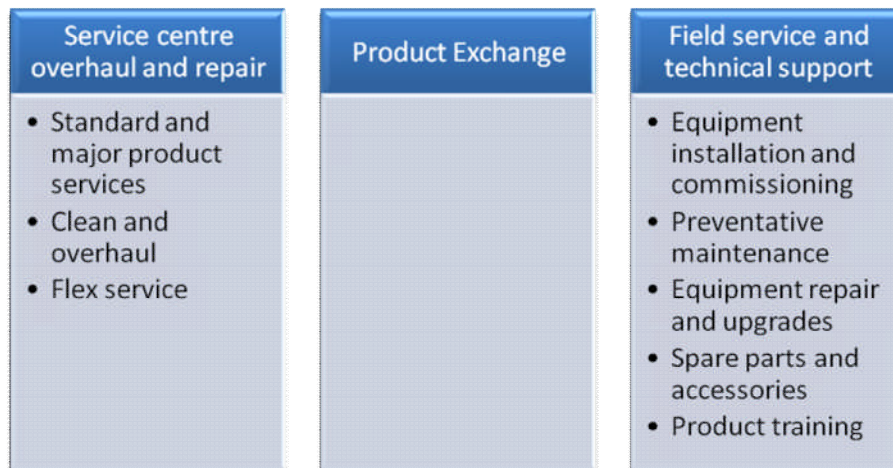 Service centre
overhaul and repair
• Standard and
major product
services
• Clean and
overhaul
• Flex service
Product Exchange
Field service and
technical support
• Equipment
installation and
commissioning
• Preventative
maintenance
• Equipment repair
and upgrades
• Spare parts and
accessories
• Product training